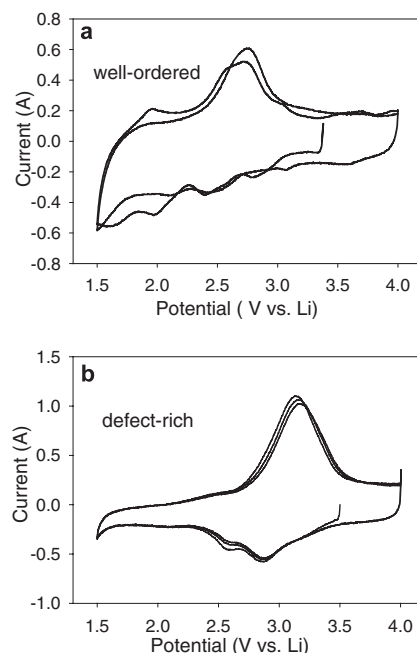 a
well-ordered
Current (A)
0.8
0.6
0.4
0.2
0.0
-0.2
-0.4
-0.6
-0.8
1.5 2.0 2.5 3.0 3.5 4.0
Potential ( V vs. Li)
b
defect-rich
Current (A)
1.5
1.0
0.5
0.0
-0.5
-1.0
1.5 2.0 2.5 3.0 3.5 4.0
Potential (V vs. Li)